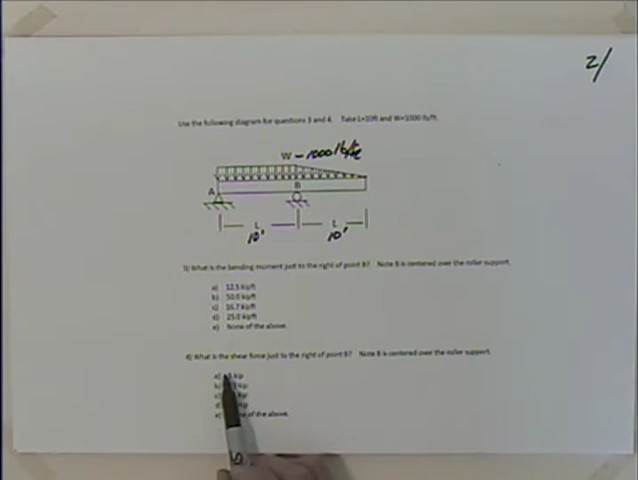 2/
Use the following diagram for questions 3 and 4. Take L=10ft and W=1000 lb/ft.
W = 1000 lb/ft
A
B
L
L
10'
10'
3) What is the bending moment just to the right of point B? Note B is centered over the roller support.
a) 12.5 kip·ft
b) 50.0 kip·ft
c) 16.7 kip·ft
d) 25.0 kip·ft
e) None of the above.
4) What is the shear force just to the right of point B? Note B is centered over the roller support.
a) kip
b) kip
c)
d)
e) of the above.